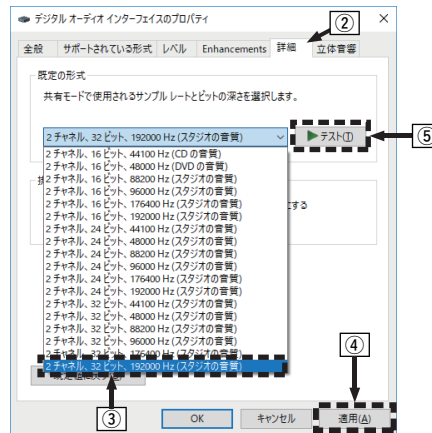 デジタル オーディオ インターフェイスのプロパティ
②
全般 サポートされている形式 レベル Enhancements 詳細 立体音響
既定の形式
共有モードで使用されるサンプル レートとビットの深さを選択します。
2 チャネル、32 ビット、192000 Hz (スタジオの音質)
テスト(T)
⑤
2 チャネル、16 ビット、44100 Hz (CD の音質)
2 チャネル、16 ビット、48000 Hz (DVD の音質)
2 チャネル、16 ビット、88200 Hz (スタジオの音質)
2 チャネル、16 ビット、96000 Hz (スタジオの音質)
2 チャネル、16 ビット、176400 Hz (スタジオの音質)
2 チャネル、16 ビット、192000 Hz (スタジオの音質)
2 チャネル、24 ビット、44100 Hz (スタジオの音質)
2 チャネル、24 ビット、48000 Hz (スタジオの音質)
2 チャネル、24 ビット、88200 Hz (スタジオの音質)
2 チャネル、24 ビット、96000 Hz (スタジオの音質)
2 チャネル、24 ビット、176400 Hz (スタジオの音質)
2 チャネル、24 ビット、192000 Hz (スタジオの音質)
2 チャネル、32 ビット、44100 Hz (スタジオの音質)
2 チャネル、32 ビット、48000 Hz (スタジオの音質)
2 チャネル、32 ビット、88200 Hz (スタジオの音質)
2 チャネル、32 ビット、96000 Hz (スタジオの音質)
2 チャネル、32 ビット、176400 Hz (スタジオの音質)
2 チャネル、32 ビット、192000 Hz (スタジオの音質)
する
④
③
OK キャンセル 適用(A)